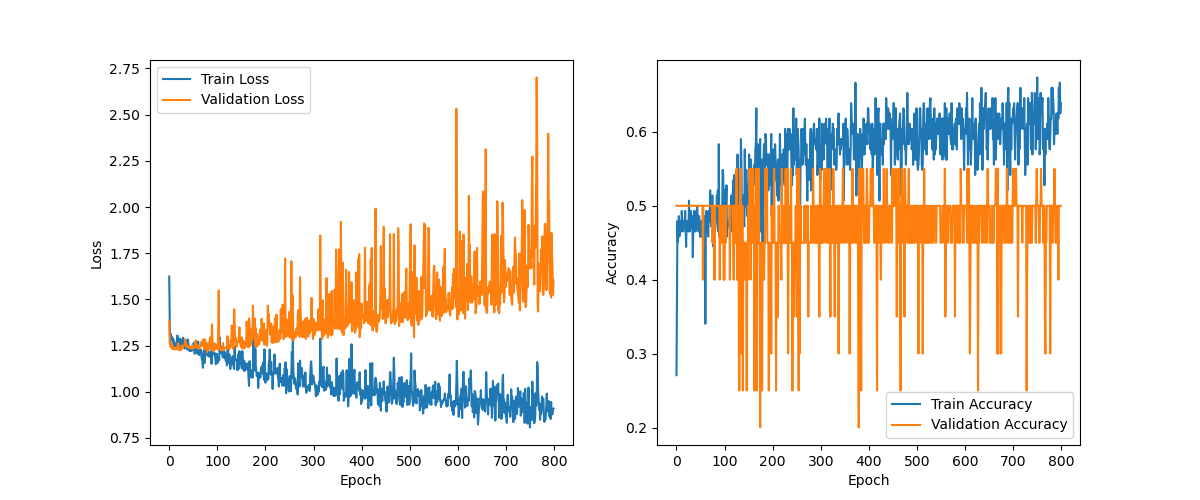 2.75
2.50
2.25
2.00
1.75
1.50
1.25
1.00
0.75
Loss
Train Loss
Validation Loss
0 100 200 300 400 500 600 700 800
Epoch
0.6
0.5
0.4
0.3
0.2
Accuracy
Train Accuracy
Validation Accuracy
0 100 200 300 400 500 600 700 800
Epoch